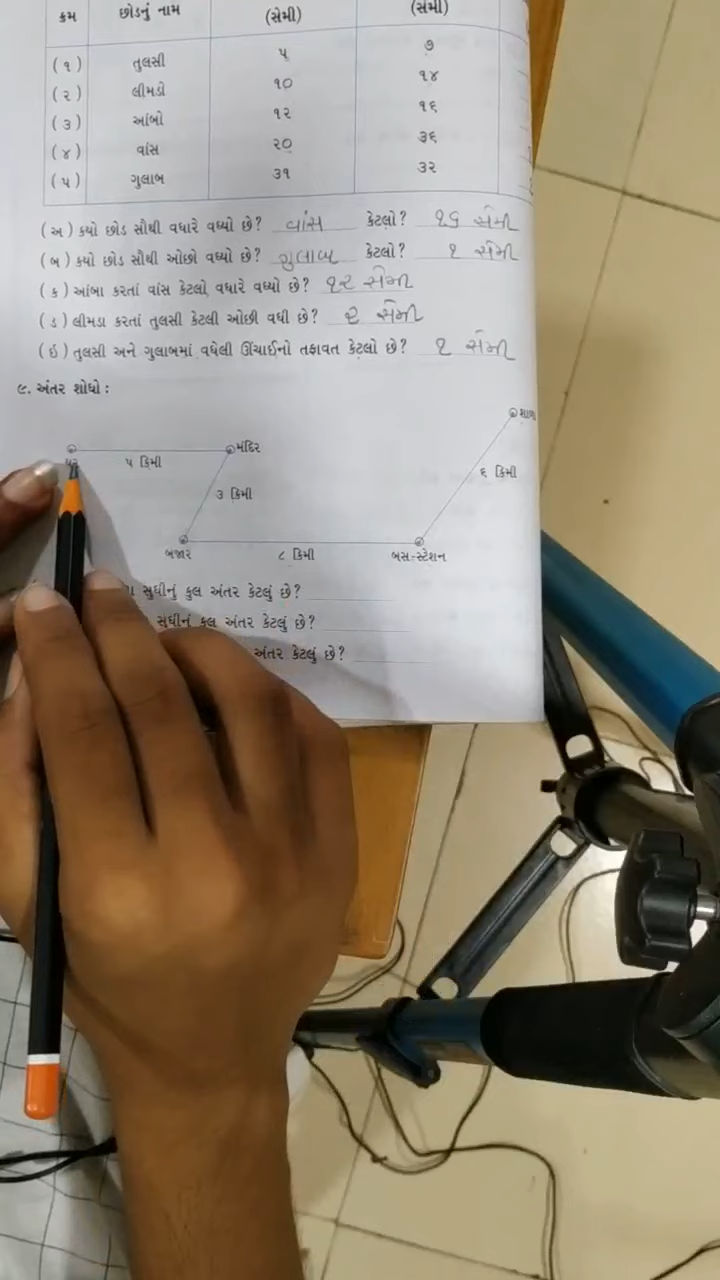 ક્રમ છોડનું નામ (સેમી) (સેમી)
(૧) તુલસી ૫ ૭
(૨) લીમડો ૧૦ ૧૪
(૩) આંબો ૧૨ ૧૬
(૪) વાંસ ૨૦ ૩૬
(૫) ગુલાબ ૩૧ ૩૨
(અ) કયો છોડ સૌથી વધારે વધ્યો છે? વાંસ કેટલો? ૧૬ સેમી
(બ) કયો છોડ સૌથી ઓછો વધ્યો છે? ગુલાબ કેટલો? ૧ સેમી
(ક) આંબા કરતાં વાંસ કેટલો વધારે વધ્યો છે? ૧૨ સેમી
(ડ) લીમડા કરતાં તુલસી કેટલી ઓછી વધી છે? ૨ સેમી
(ઇ) તુલસી અને ગુલાબમાં વધેલી ઊંચાઈનો તફાવત કેટલો છે? ૧ સેમી
૯. અંતર શોધો :
શાળા
મંદિર
૫ કિમી
૬ કિમી
૩ કિમી
બજાર ૮ કિમી બસ-સ્ટેશન
સુધીનું કુલ અંતર કેટલું છે?
સુધીનું કુલ અંતર કેટલું છે?
અંતર કેટલું છે?